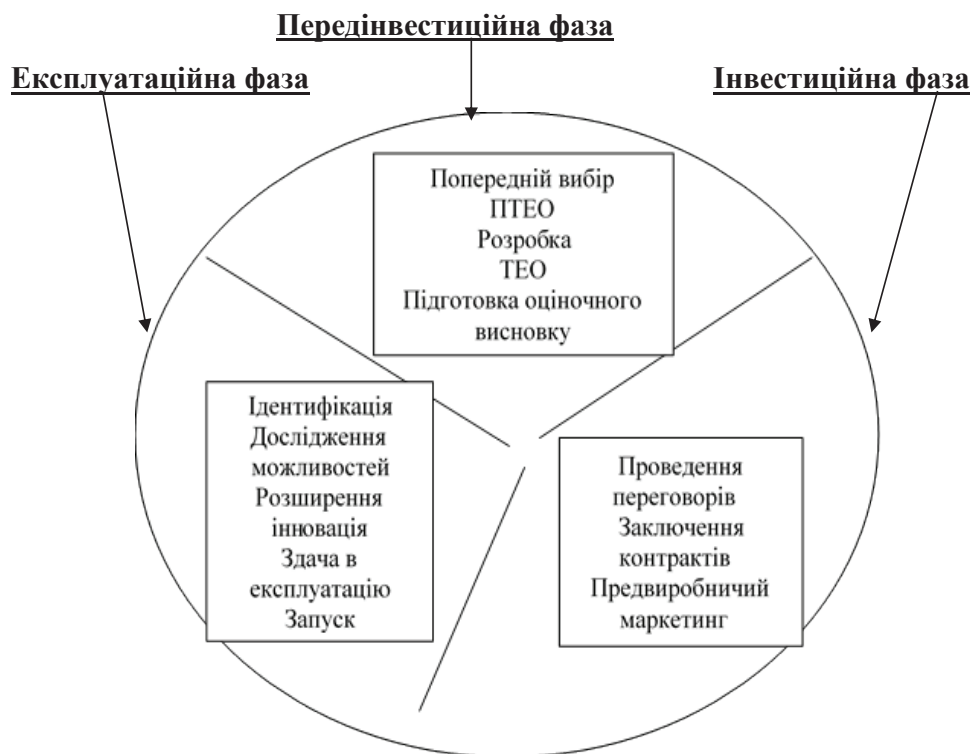 Передінвестиційна фаза
Експлуатаційна фаза
Інвестиційна фаза
Попередній вибір
ПТЕО
Розробка
ТЕО
Підготовка оціночного
висновку
Ідентифікація
Дослідження
можливостей
Розширення
інновація
Здача в
експлуатацію
Запуск
Проведення
переговорів
Заключення
контрактів
Предвиробничий
маркетинг